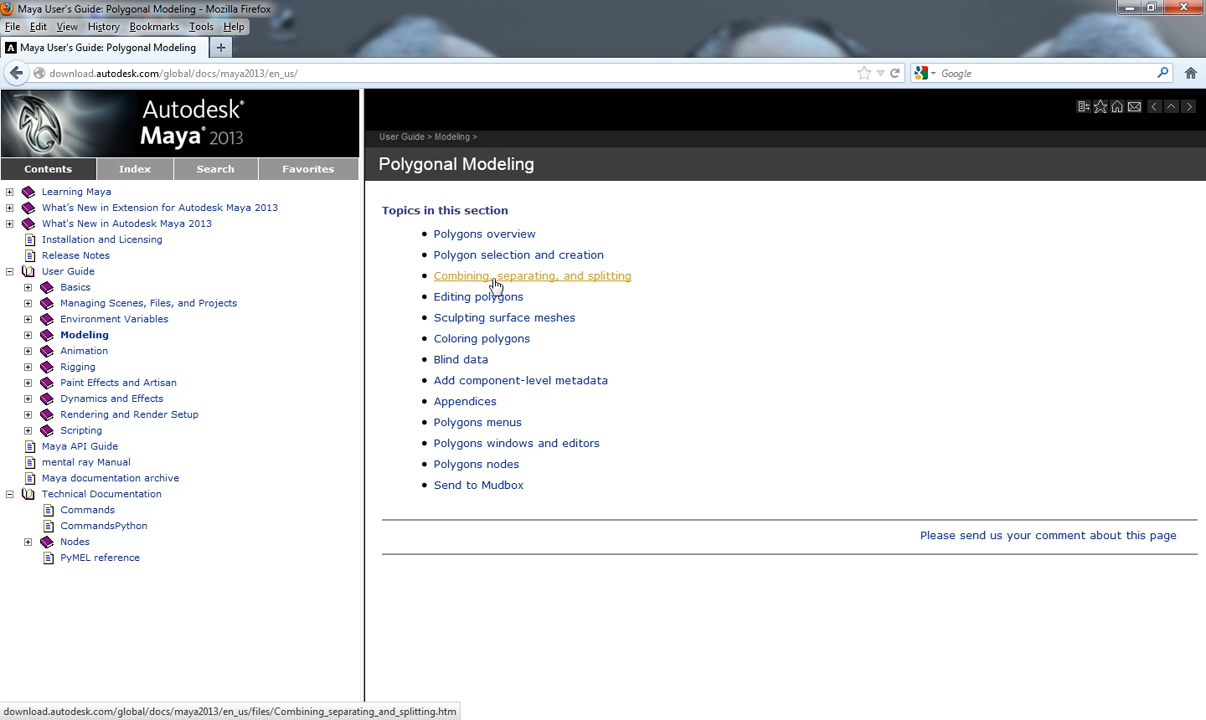 Maya User's Guide: Polygonal Modeling - Mozilla Firefox
File Edit View History Bookmarks Tools Help
Maya User's Guide: Polygonal Modeling
download.autodesk.com/global/docs/maya2013/en_us/
Google
Autodesk®
Maya® 2013
Contents Index Search Favorites
Learning Maya
What's New in Extension for Autodesk Maya 2013
What's New in Autodesk Maya 2013
Installation and Licensing
Release Notes
User Guide
Basics
Managing Scenes, Files, and Projects
Environment Variables
Modeling
Animation
Rigging
Paint Effects and Artisan
Dynamics and Effects
Rendering and Render Setup
Scripting
Maya API Guide
mental ray Manual
Maya documentation archive
Technical Documentation
Commands
CommandsPython
Nodes
PyMEL reference
User Guide > Modeling >
Polygonal Modeling
Topics in this section
Polygons overview
Polygon selection and creation
Combining, separating, and splitting
Editing polygons
Sculpting surface meshes
Coloring polygons
Blind data
Add component-level metadata
Appendices
Polygons menus
Polygons windows and editors
Polygons nodes
Send to Mudbox
Please send us your comment about this page
download.autodesk.com/global/docs/maya2013/en_us/files/Combining_separating_and_splitting.htm